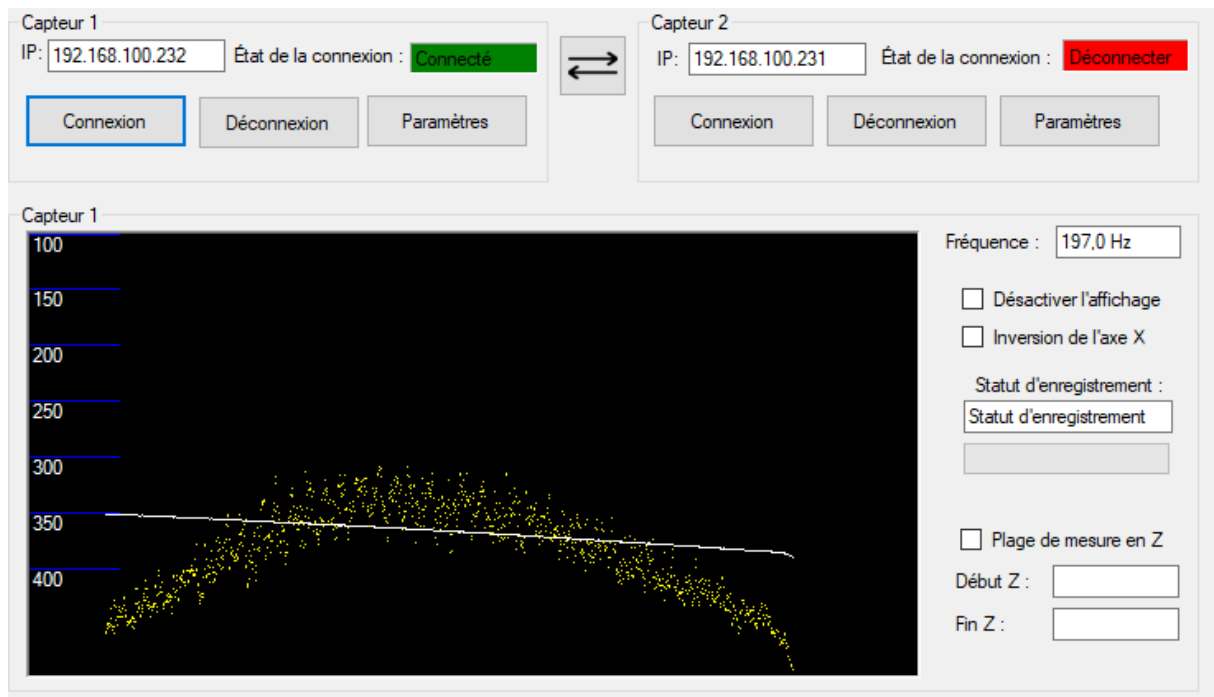 Capteur 1
IP: 192.168.100.232 État de la connexion : Connecté
Connexion Déconnexion Paramètres
Capteur 2
IP: 192.168.100.231 État de la connexion : Déconnecter
Connexion Déconnexion Paramètres
Capteur 1
100
150
200
250
300
350
400
Fréquence : 197,0 Hz
Désactiver l'affichage
Inversion de l'axe X
Statut d'enregistrement :
Statut d'enregistrement
Plage de mesure en Z
Début Z :
Fin Z :